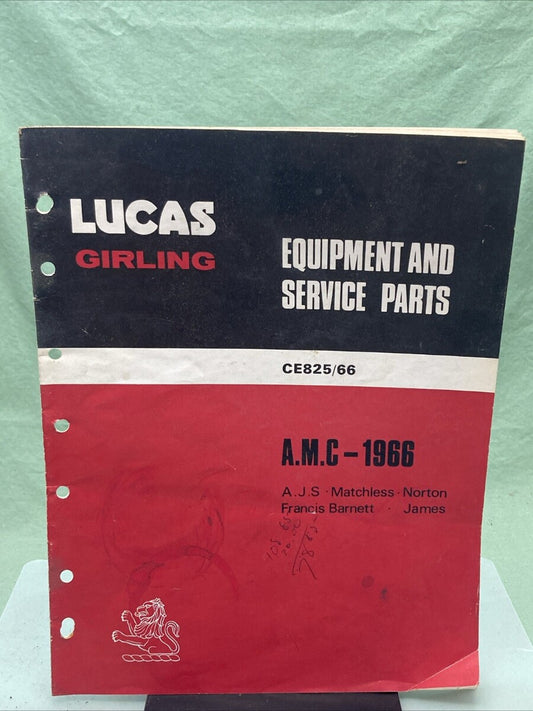 LUCAS
GIRLING
EQUIPMENT AND
SERVICE PARTS
CE825/66
A.M.C – 1966
A.J.S · Matchless · Norton
Francis Barnett · James